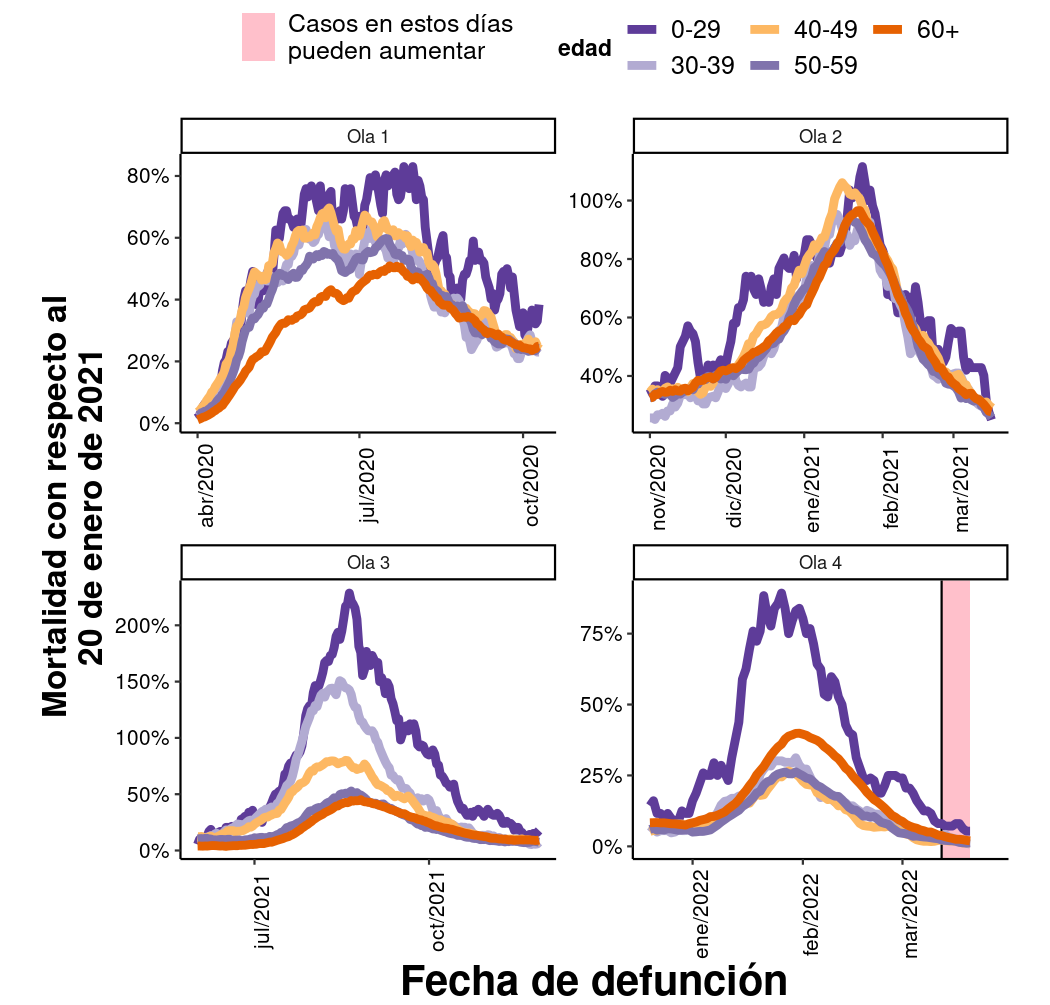 Casos en estos días
pueden aumentar
edad
0-29
40-49
60+
30-39
50-59
Mortalidad con respecto al
20 de enero de 2021
Ola 1
80%
60%
40%
20%
0%
abr/2020
jul/2020
oct/2020
Ola 2
100%
80%
60%
40%
nov/2020
dic/2020
ene/2021
feb/2021
mar/2021
Ola 3
200%
150%
100%
50%
0%
jul/2021
oct/2021
Ola 4
75%
50%
25%
0%
ene/2022
feb/2022
mar/2022
Fecha de defunción